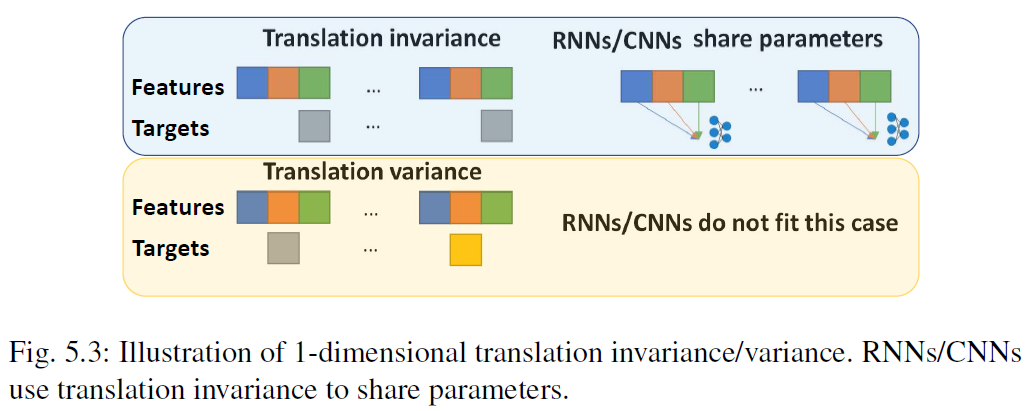 Translation invariance
RNNs/CNNs share parameters
Features
...
...
Targets
...
Translation variance
Features
...
RNNs/CNNs do not fit this case
Targets
...
Fig. 5.3: Illustration of 1-dimensional translation invariance/variance. RNNs/CNNs
use translation invariance to share parameters.